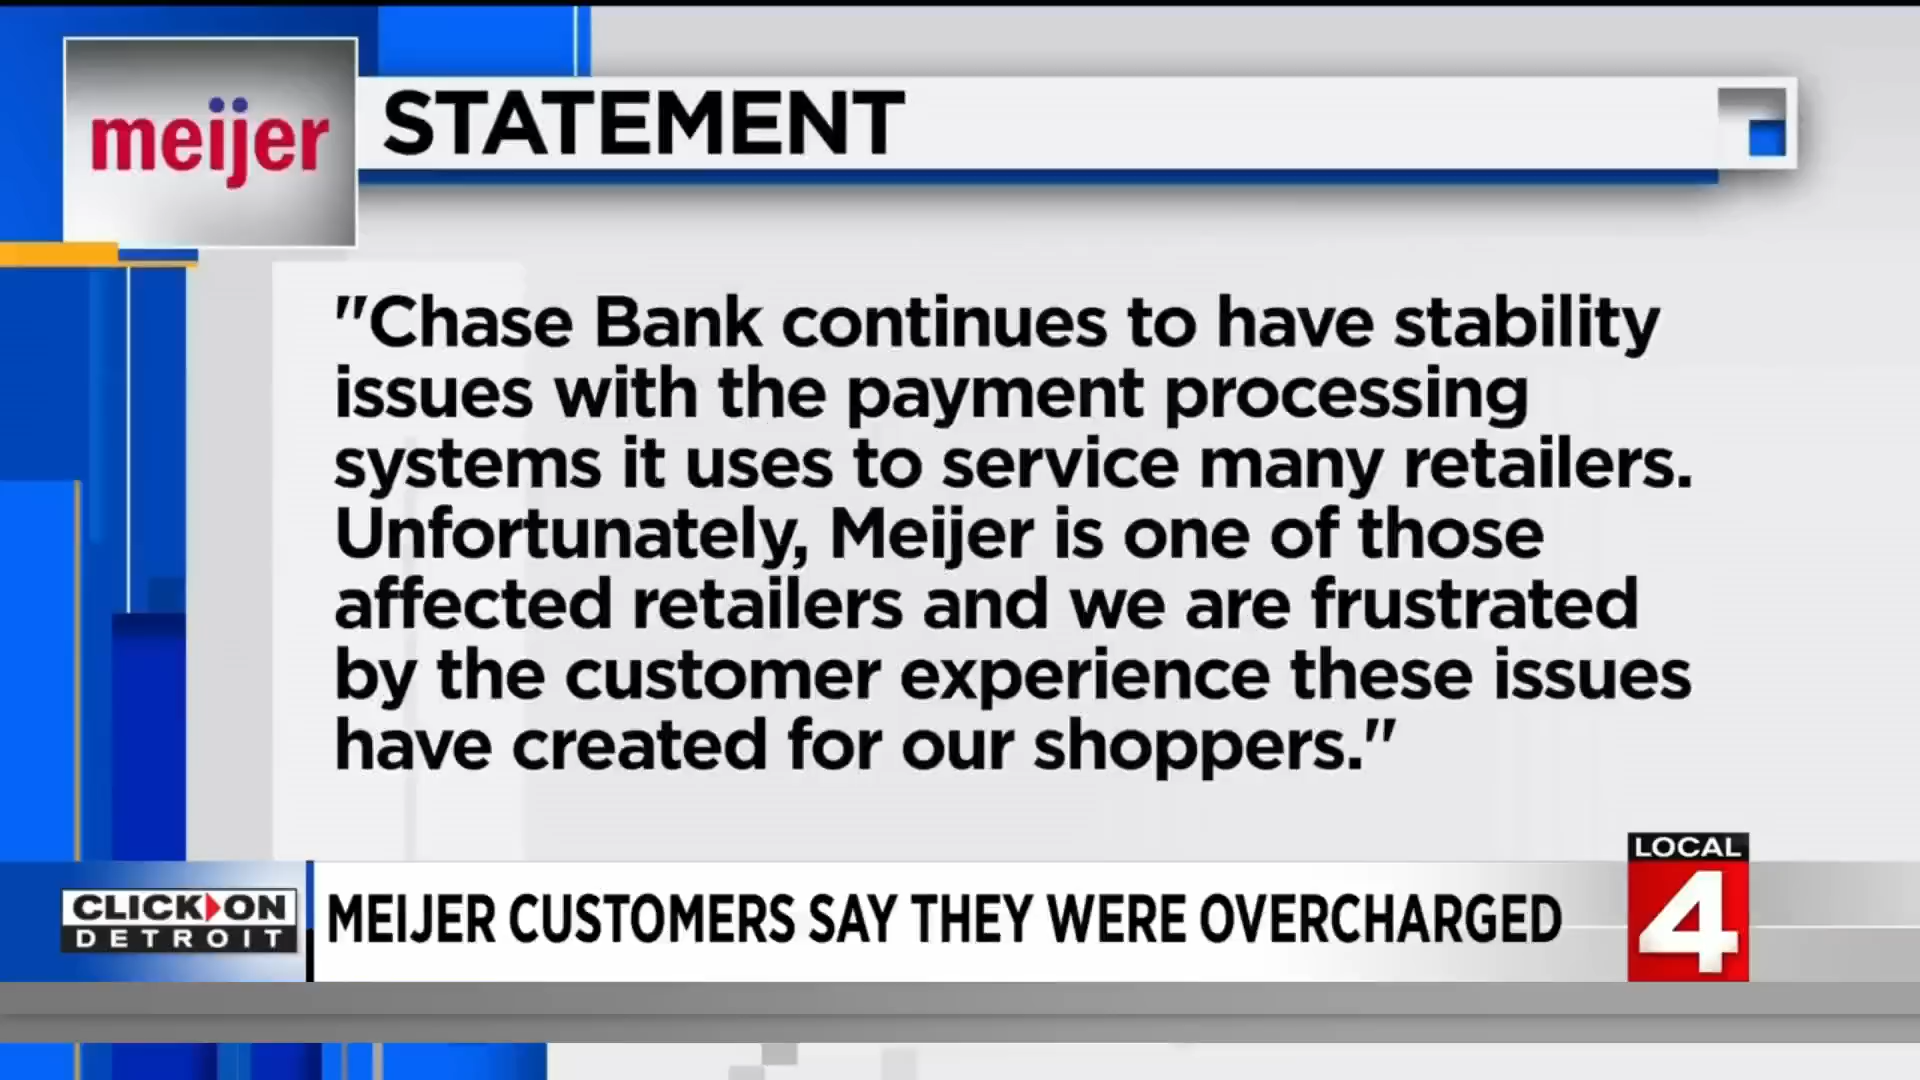 meijer
STATEMENT
"Chase Bank continues to have stability
issues with the payment processing
systems it uses to service many retailers.
Unfortunately, Meijer is one of those
affected retailers and we are frustrated
by the customer experience these issues
have created for our shoppers."
LOCAL
4
CLICK ON
DETROIT
MEIJER CUSTOMERS SAY THEY WERE OVERCHARGED